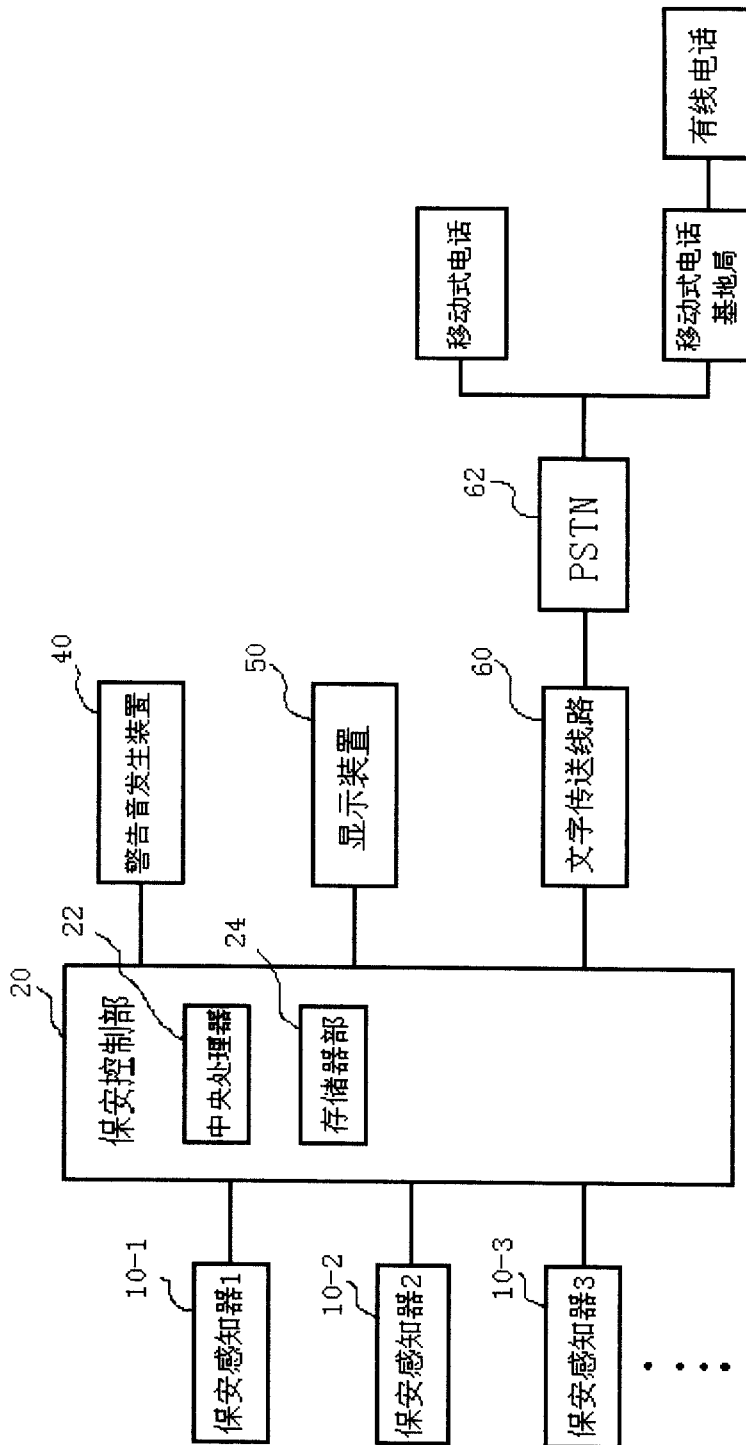 20
保安控制部
22
中央处理器
24
存储器部
10-1
保安感知器1
10-2
保安感知器2
10-3
保安感知器3
40
警告音发生装置
50
显示装置
60
文字传送线路
62
PSTN
移动式电话
移动式电话
基地局
有线电话